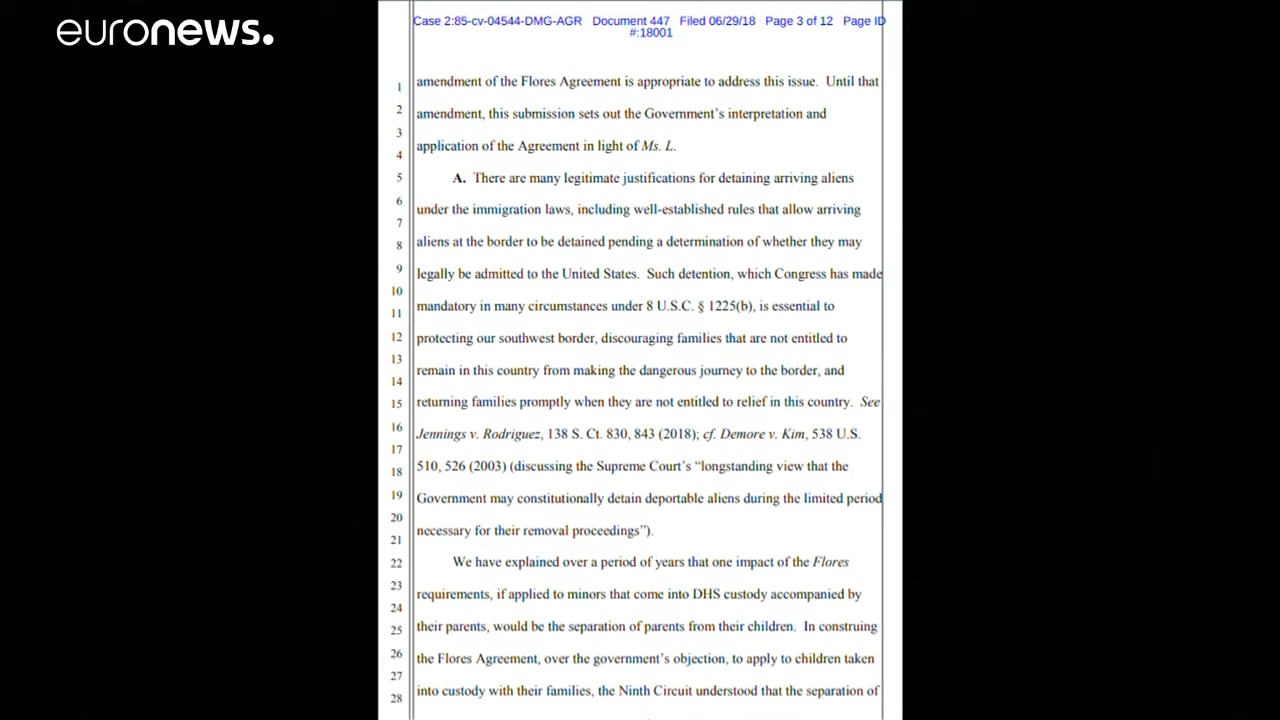 euronews.
Case 2:85-cv-04544-DMG-AGR Document 447 Filed 06/29/18 Page 3 of 12 Page ID
#:18001
1 amendment of the Flores Agreement is appropriate to address this issue. Until that
2 amendment, this submission sets out the Government's interpretation and
3
4 application of the Agreement in light of Ms. L.
5 A. There are many legitimate justifications for detaining arriving aliens
6 under the immigration laws, including well-established rules that allow arriving
7
8 aliens at the border to be detained pending a determination of whether they may
9 legally be admitted to the United States. Such detention, which Congress has made
10
11 mandatory in many circumstances under 8 U.S.C. § 1225(b), is essential to
12 protecting our southwest border, discouraging families that are not entitled to
13
14 remain in this country from making the dangerous journey to the border, and
15 returning families promptly when they are not entitled to relief in this country. See
16 Jennings v. Rodriguez, 138 S. Ct. 830, 843 (2018); cf. Demore v. Kim, 538 U.S.
17
18 510, 526 (2003) (discussing the Supreme Court's “longstanding view that the
19 Government may constitutionally detain deportable aliens during the limited period
20
21 necessary for their removal proceedings”).
22 We have explained over a period of years that one impact of the Flores
23 requirements, if applied to minors that come into DHS custody accompanied by
24
25 their parents, would be the separation of parents from their children. In construing
26 the Flores Agreement, over the government's objection, to apply to children taken
27
28 into custody with their families, the Ninth Circuit understood that the separation of